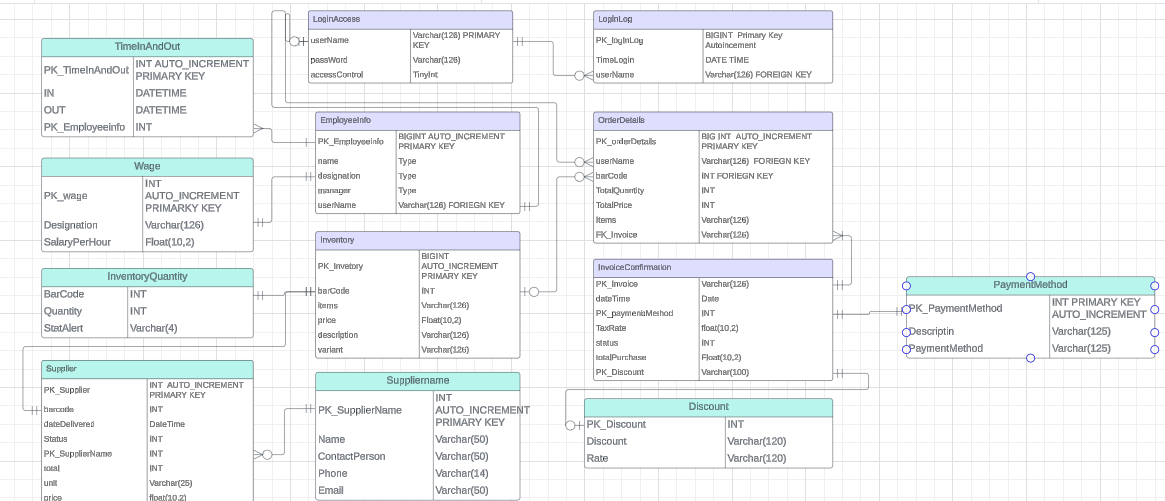 TimeInAndOut
PK_TimeInAndOut INT AUTO_INCREMENT
PRIMARY KEY
IN DATETIME
OUT DATETIME
PK_Employeeinfo INT
Wage
PK_wage INT
AUTO_INCREMENT
PRIMARKY KEY
Designation Varchar(126)
SalaryPerHour Float(10,2)
InventoryQuantity
BarCode INT
Quantity INT
StatAlert Varchar(4)
Supplier
PK_Supplier INT AUTO_INCREMENT
PRIMARY KEY
barcode INT
dateDelivered DateTime
Status INT
PK_SupplierName INT
total INT
unit Varchar(25)
price float(10,2)
LoginAccess
userName Varchar(126) PRIMARY
KEY
passWord Varchar(126)
accessControl TinyInt
EmployeeInfo
PK_EmployeeInfo BIGINT AUTO_INCREMENT
PRIMARY KEY
name Type
designation Type
manager Type
userName Varchar(126) FORIEGN KEY
Inventory
PK_Invetory BIGINT
AUTO_INCREMENT
PRIMARY KEY
barCode INT
items Varchar(126)
price Float(10,2)
description Varchar(126)
variant Varchar(126)
Suppliername
PK_SupplierName INT
AUTO_INCREMENT
PRIMARY KEY
Name Varchar(50)
ContactPerson Varchar(50)
Phone Varchar(14)
Email Varchar(50)
LogInLog
PK_logInLog BIGINT Primary Key
Autoincement
TimeLogin DATE TIME
userName Varchar(126) FOREIGN KEY
OrderDetails
PK_orderDetails BIG INT AUTO_INCREMENT
PRIMARY KEY
userName Varchar(126) FOREIGN KEY
barCode INT FORIEGN KEY
TotalQuantity INT
TotalPrice INT
Items Varchar(126)
FK_Invoice Varchar(126)
InvoiceConfirmation
PK_Invoice Varchar(126)
dateTime Date
PK_paymentsMethod INT
TaxRate float(10,2)
status INT
totalPurchase Float(10,2)
PK_Discount Varchar(100)
Discount
PK_Discount INT
Discount Varchar(120)
Rate Varchar(120)
PaymentMethod
PK_PaymentMethod INT PRIMARY KEY
AUTO_INCREMENT
Descriptin Varchar(125)
PaymentMethod Varchar(125)